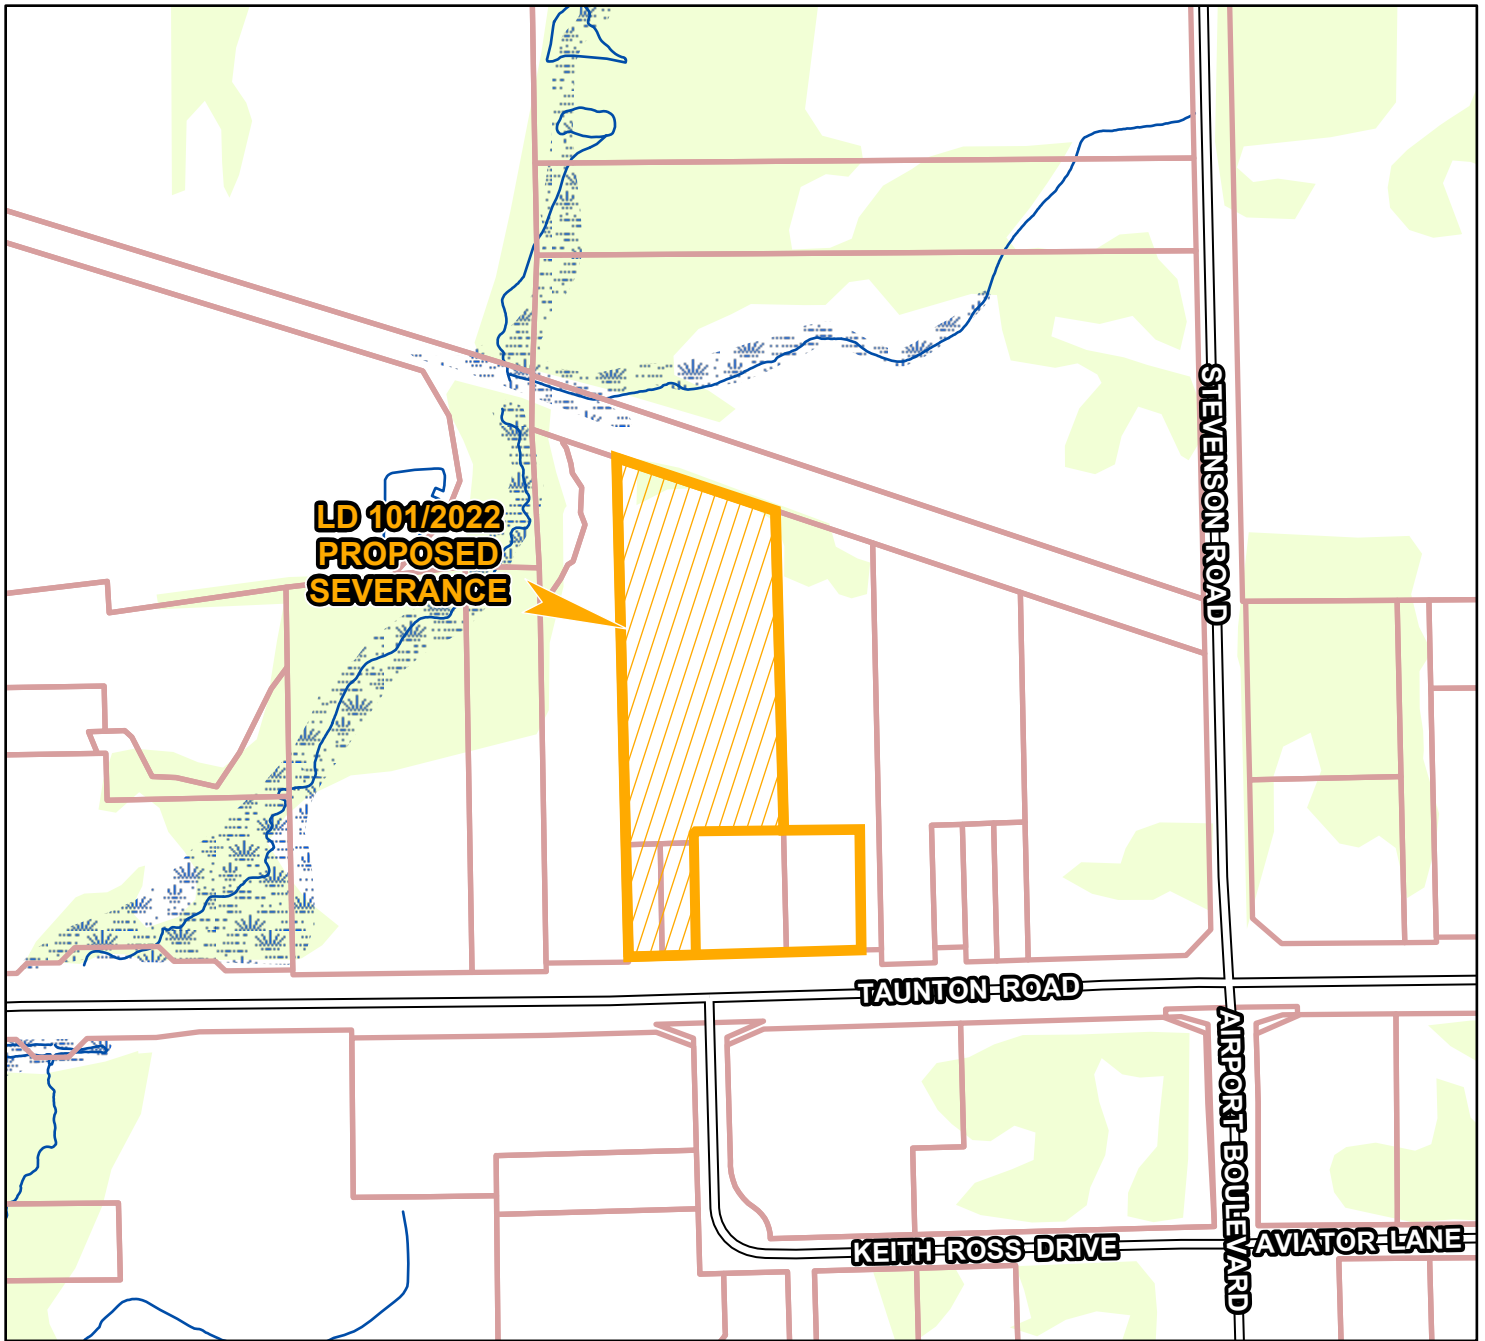 STEVENSON ROAD
LD 101/2022
PROPOSED
SEVERANCE
TAUNTON ROAD
AIRPORT BOULEVARD
KEITH ROSS DRIVE
AVIATOR LANE